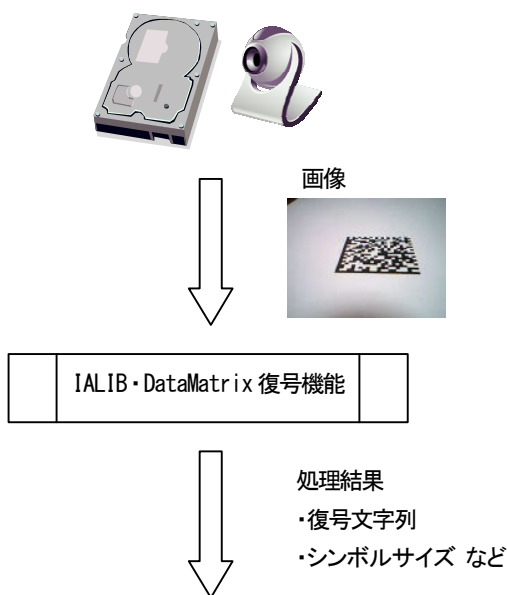 画像
IALIB・DataMatrix 復号機能
処理結果
・復号文字列
・シンボルサイズ など